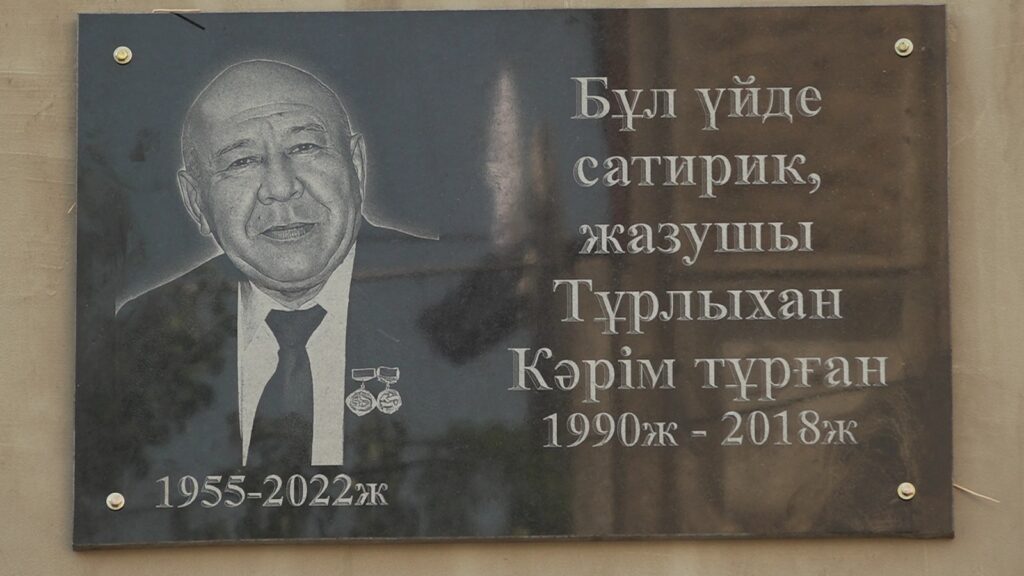 Бұл үйде
сатирик,
жазушы
Тұрлыхан
Кәрім тұрған
1990ж - 2018ж
1955-2022ж